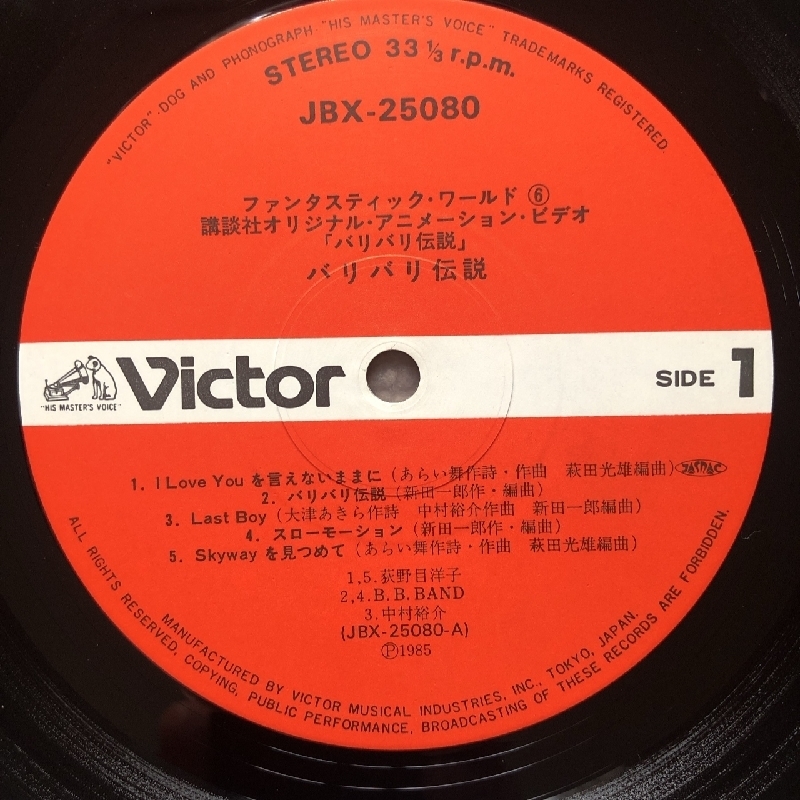 "VICTOR"-DOG AND PHONOGRAPH-"HIS MASTER'S VOICE" TRADEMARKS REGISTERED.
STEREO 33 1/3 r.p.m.
JBX-25080
ファンタスティック・ワールド ⑥
講談社オリジナル・アニメーション・ビデオ
「バリバリ伝説」
バリバリ伝説
"HIS MASTER'S VOICE"
Victor
SIDE 1
1. I Love You を言えないままに (あらい舞作詩・作曲 萩田光雄編曲) JASRAC
2. バリバリ伝説 (新田一郎作・編曲)
3. Last Boy (大津あきら作詩 中村裕介作曲 新田一郎編曲)
4. スローモーション (新田一郎作・編曲)
5. Skyway を見つめて (あらい舞作詩・作曲 萩田光雄編曲)
1,5. 荻野目洋子
2,4. B.B.BAND
3. 中村裕介
(JBX-25080-A)
Ⓟ1985
MANUFACTURED BY VICTOR MUSICAL INDUSTRIES, INC., TOKYO, JAPAN.
ALL RIGHTS RESERVED, COPYING, PUBLIC PERFORMANCE, BROADCASTING OF THESE RECORDS ARE FORBIDDEN.